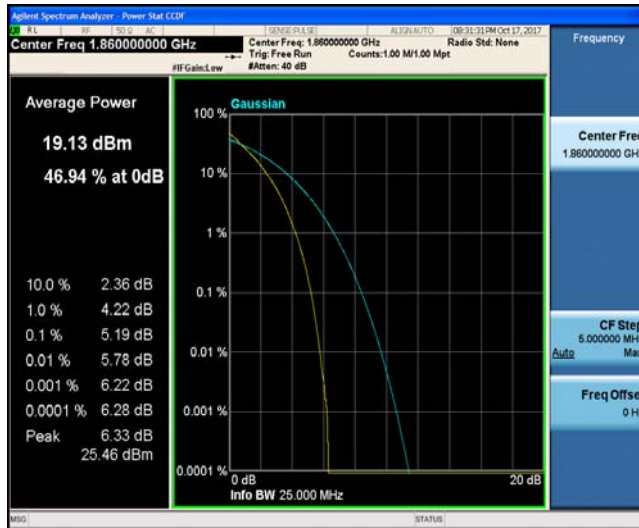 Agilent Spectrum Analyzer - Power Stat CCDF
RL RF 50 Ω AC SENSE:PULSE ALIGN AUTO 08:31:31 PM Oct 17, 2017
Center Freq 1.860000000 GHz
Center Freq: 1.860000000 GHz Radio Std: None
Trig: Free Run Counts:1.00 M/1.00 Mpt
#IFGain:Low #Atten: 40 dB
Frequency
Average Power
19.13 dBm
46.94 % at 0dB
10.0 % 2.36 dB
1.0 % 4.22 dB
0.1 % 5.19 dB
0.01 % 5.78 dB
0.001 % 6.22 dB
0.0001 % 6.28 dB
Peak 6.33 dB
25.46 dBm
Gaussian
100 %
10 %
1 %
0.1 %
0.01 %
0.001 %
0.0001 %
0 dB 20 dB
Info BW 25.000 MHz
Center Fre
1.860000000 GH
CF Step
5.000000 MH
Auto Ma
Freq Offse
0 H
MSG STATUS